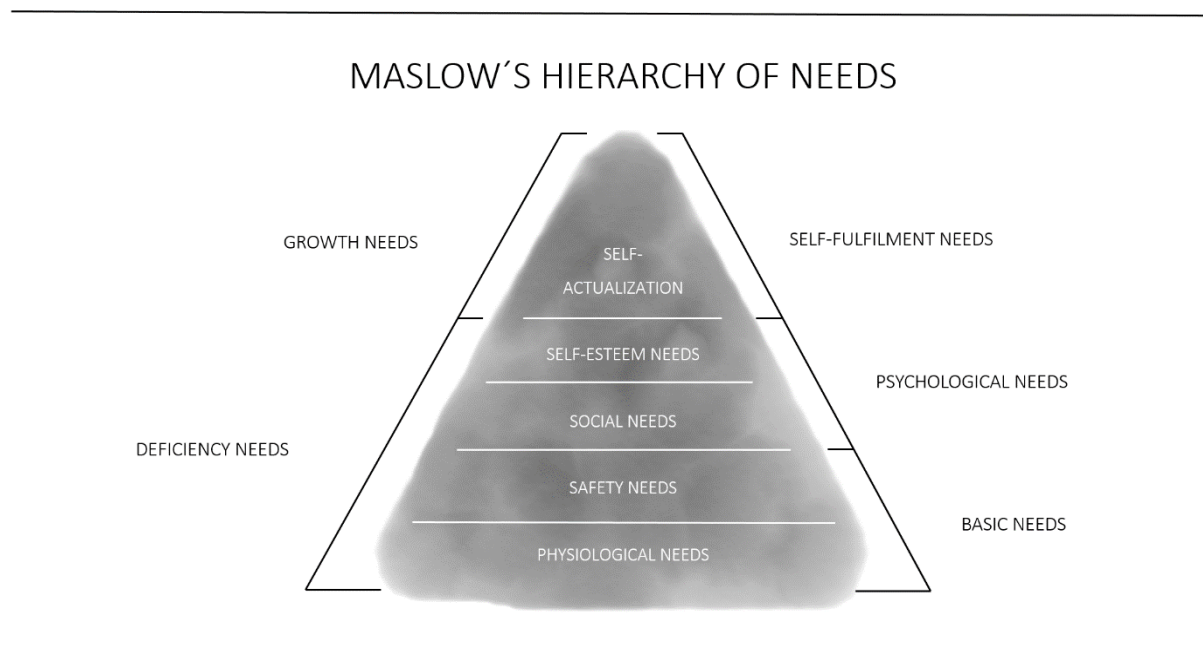 MASLOW´S HIERARCHY OF NEEDS
GROWTH NEEDS
SELF-FULFILMENT NEEDS
SELF-
ACTUALIZATION
SELF-ESTEEM NEEDS
PSYCHOLOGICAL NEEDS
SOCIAL NEEDS
DEFICIENCY NEEDS
SAFETY NEEDS
BASIC NEEDS
PHYSIOLOGICAL NEEDS